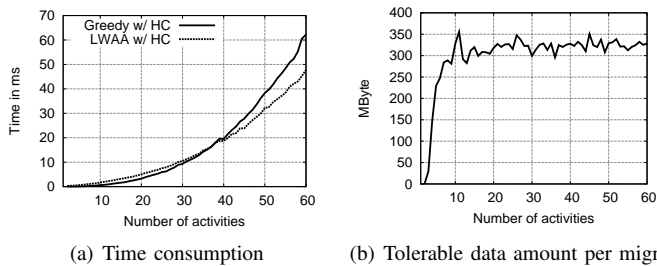 70
60
50
40
30
20
10
0
Time in ms
Greedy w/ HC
LWAA w/ HC
10 20 30 40 50 60
Number of activities
(a) Time consumption
400
350
300
250
200
150
100
50
0
MByte
0 10 20 30 40 50 60
Number of activities
(b) Tolerable data amount per migr